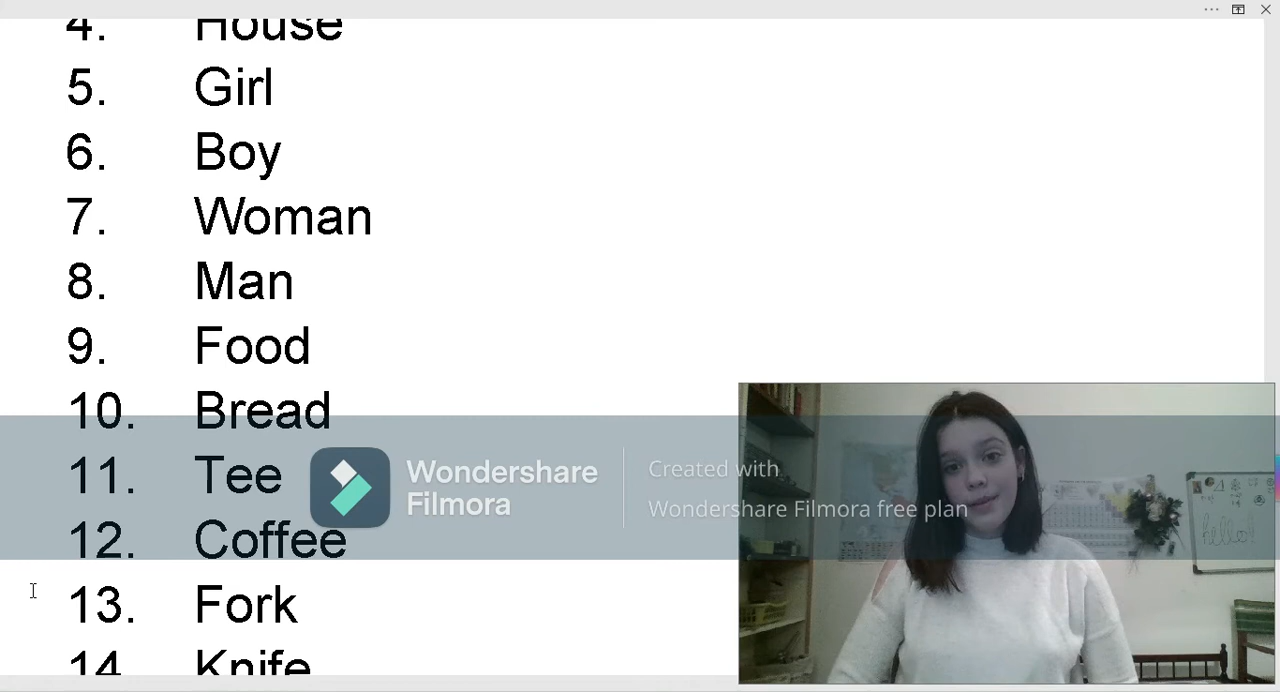 4. House
5. Girl
6. Boy
7. Woman
8. Man
9. Food
10. Bread
11. Tee
12. Coffee
13. Fork
14. Knife
Wondershare
Filmora
Created with
Wondershare Filmora free plan
hello!